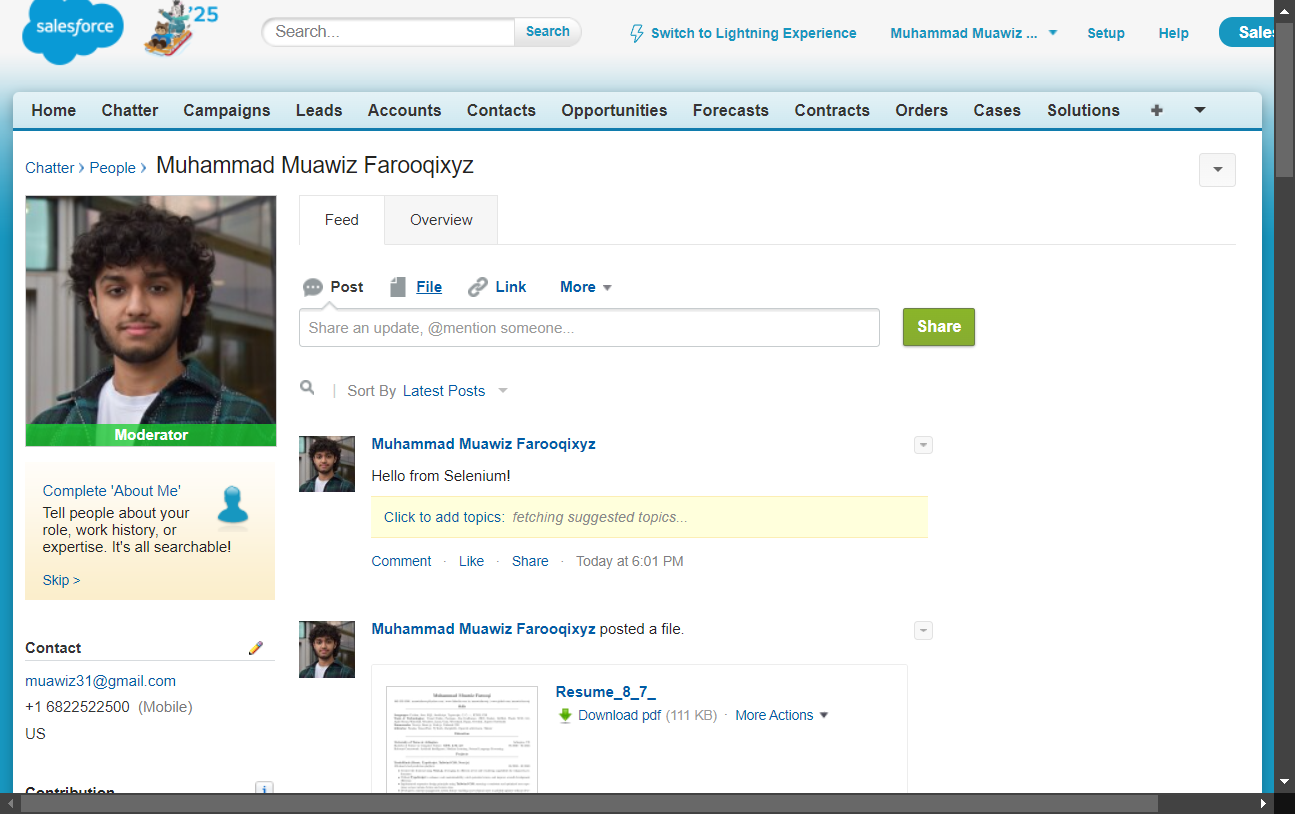 salesforce
'25
Search...
Search
Switch to Lightning Experience
Muhammad Muawiz ...
Setup
Help
Sales
Home Chatter Campaigns Leads Accounts Contacts Opportunities Forecasts Contracts Orders Cases Solutions +
Chatter › People › Muhammad Muawiz Farooqixyz
Feed
Overview
Post
File
Link
More
Share an update, @mention someone...
Share
| Sort By Latest Posts
Moderator
Complete 'About Me'
Tell people about your
role, work history, or
expertise. It's all searchable!
Skip >
Contact
muawiz31@gmail.com
+1 6822522500 (Mobile)
US
Contribution
i
Muhammad Muawiz Farooqixyz
Hello from Selenium!
Click to add topics: fetching suggested topics...
Comment · Like · Share · Today at 6:01 PM
Muhammad Muawiz Farooqixyz posted a file.
Resume_8_7_
Download pdf (111 KB) · More Actions